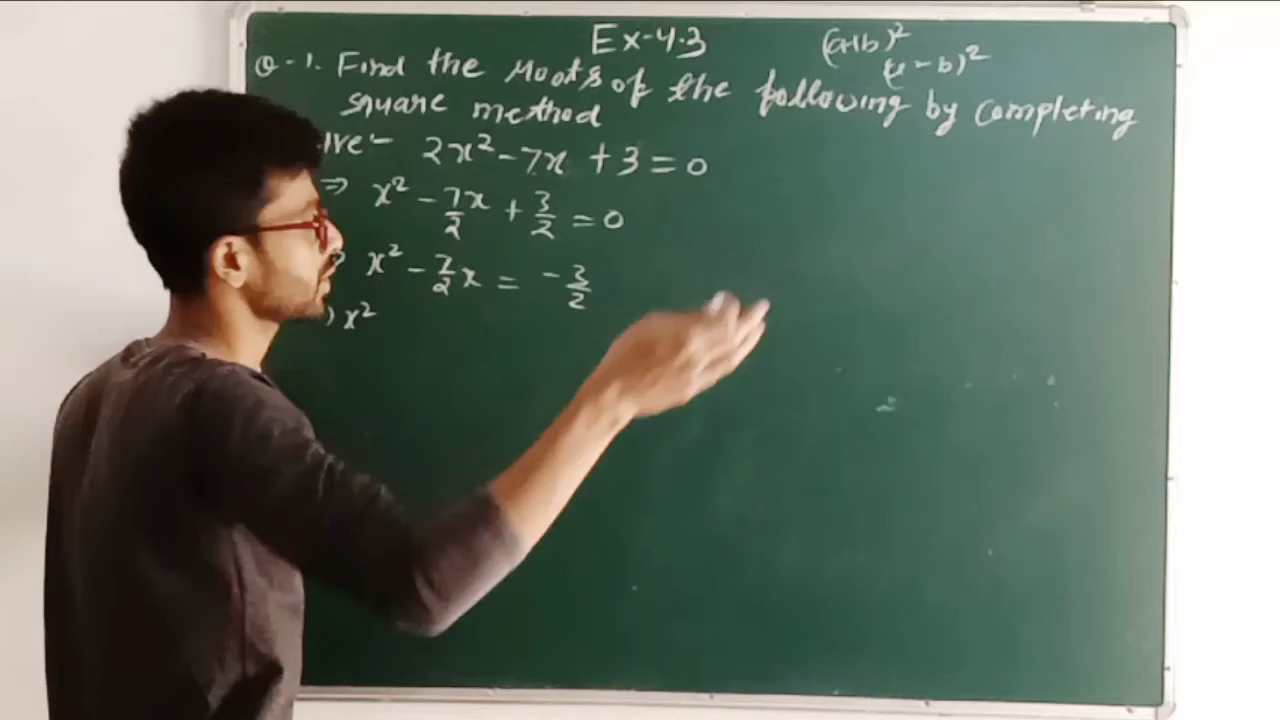 Ex-4.3
(a+b)²
(a-b)²
Q-1. Find the roots of the following by completing
square method
lve:- 2x² - 7x + 3 = 0
⇒ x² - 7x/2 + 3/2 = 0
x² - 7/2 x = -3/2
x²